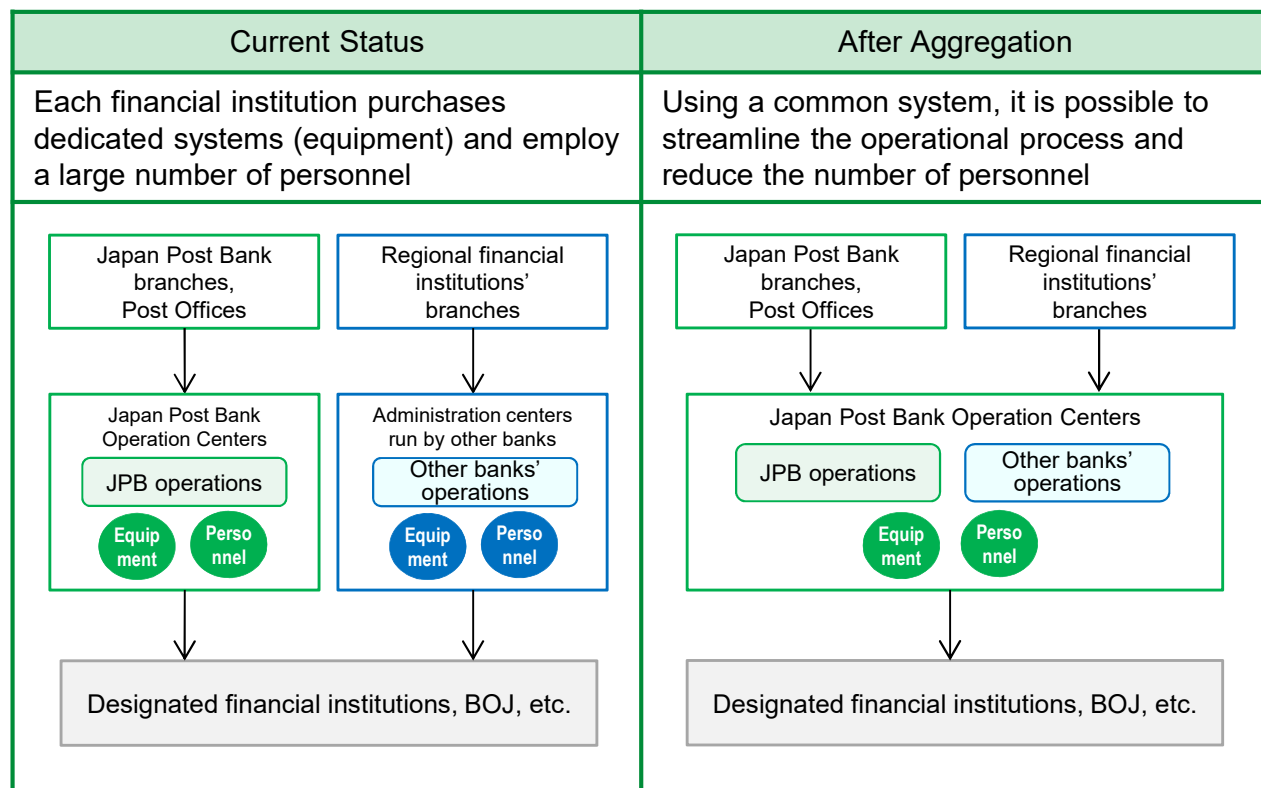 Current Status
After Aggregation
Each financial institution purchases
dedicated systems (equipment) and employ
a large number of personnel
Using a common system, it is possible to
streamline the operational process and
reduce the number of personnel
Japan Post Bank
branches,
Post Offices
Regional financial
institutions’
branches
Japan Post Bank
Operation Centers
JPB operations
Equip
ment
Perso
nnel
Administration centers
run by other banks
Other banks’
operations
Equip
ment
Perso
nnel
Designated financial institutions, BOJ, etc.
Japan Post Bank
branches,
Post Offices
Regional financial
institutions’
branches
Japan Post Bank Operation Centers
JPB operations
Other banks’
operations
Equip
ment
Perso
nnel
Designated financial institutions, BOJ, etc.